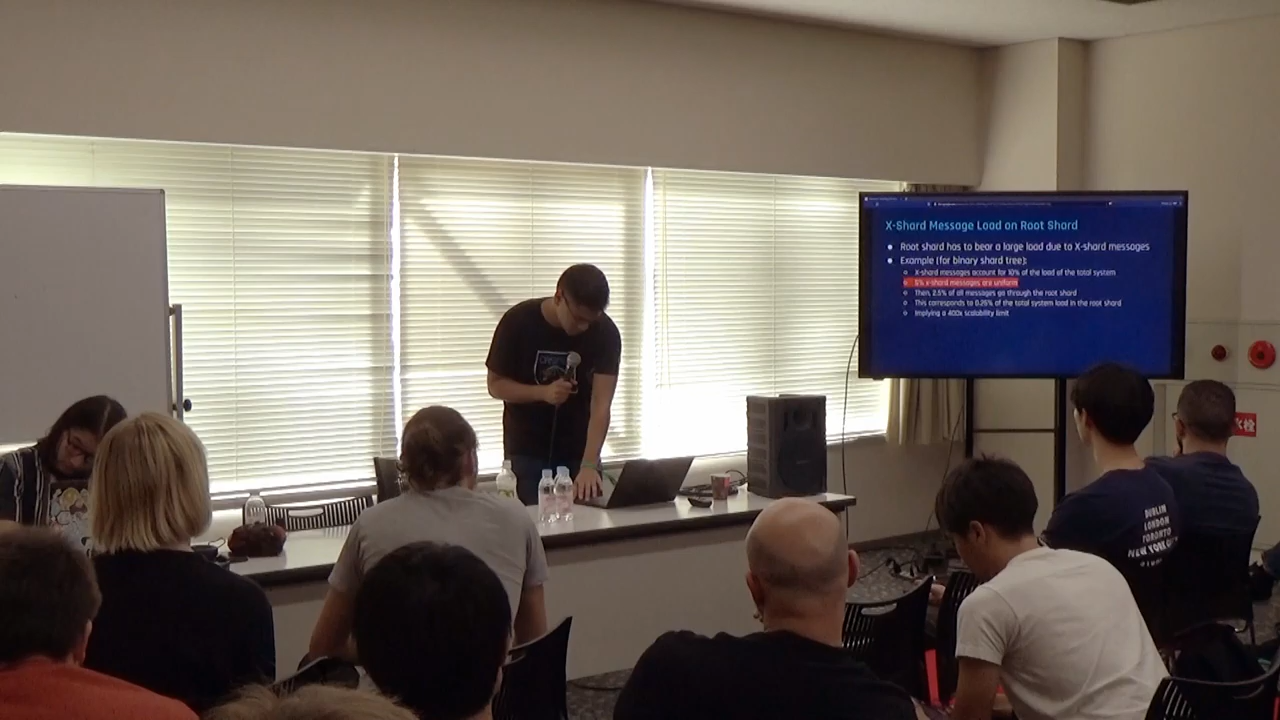 X-Shard Message Load on Root Shard
Root shard has to bear a large load due to X-shard messages
Example (for binary shard tree):
X-shard messages account for 10% of the load of the total system
x-shard messages are uniform
Then, 2.5% of all messages go through the root shard
This corresponds to 0.25% of the total system load in the root shard
Implying a 400x scalability limit
DUBLIN
LONDON
TORONTO
NEW YORK CITY
栓